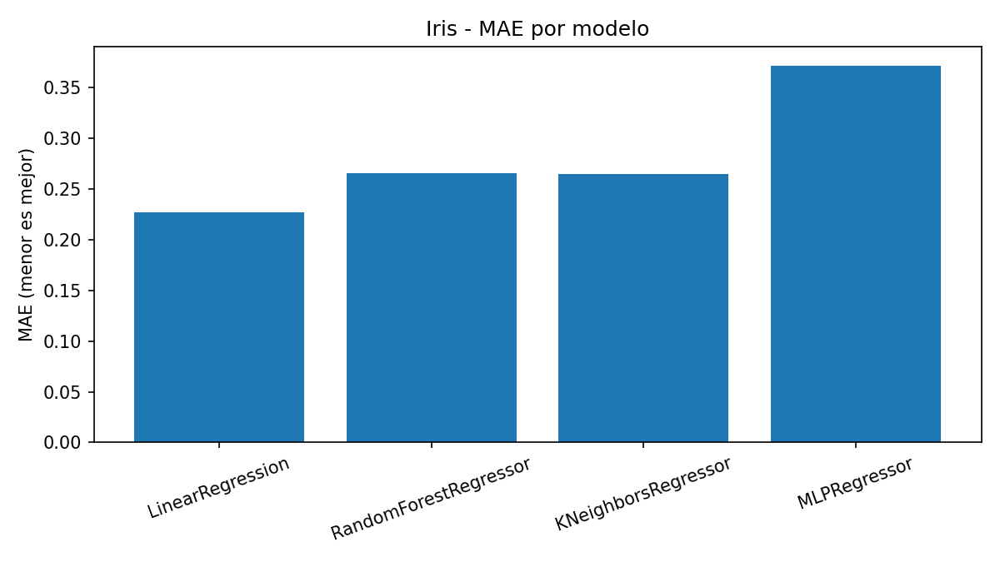 Iris - MAE por modelo
MAE (menor es mejor)
0.35
0.30
0.25
0.20
0.15
0.10
0.05
0.00
LinearRegression
RandomForestRegressor
KNeighborsRegressor
MLPRegressor